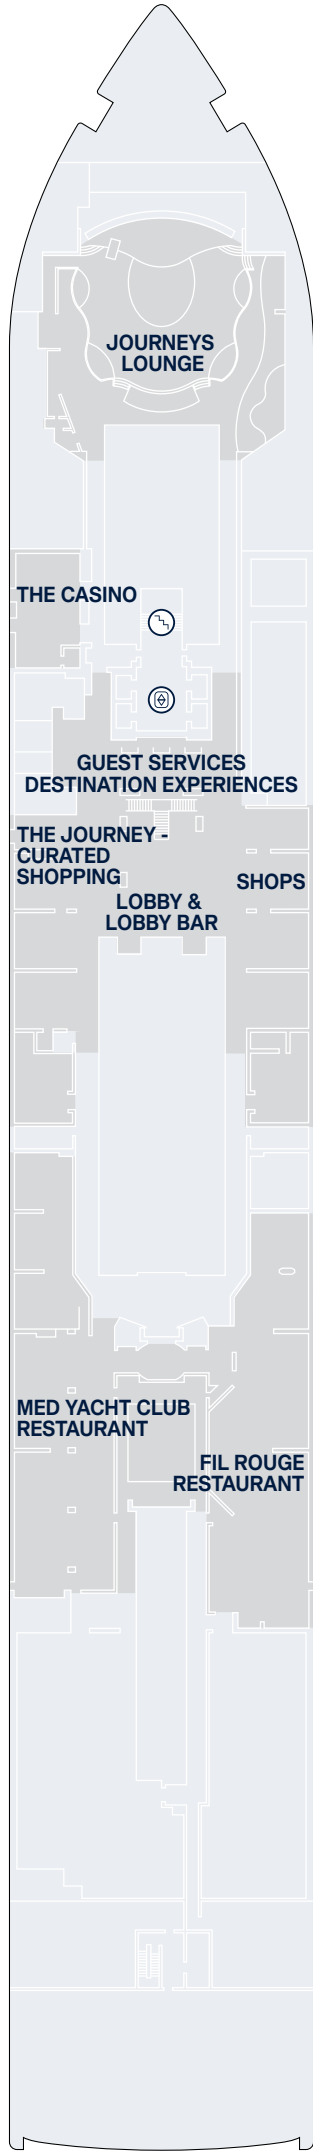 JOURNEYS
LOUNGE
THE CASINO
GUEST SERVICES
DESTINATION EXPERIENCES
THE JOURNEY -
CURATED
SHOPPING
SHOPS
LOBBY &
LOBBY BAR
MED YACHT CLUB
RESTAURANT
FIL ROUGE
RESTAURANT